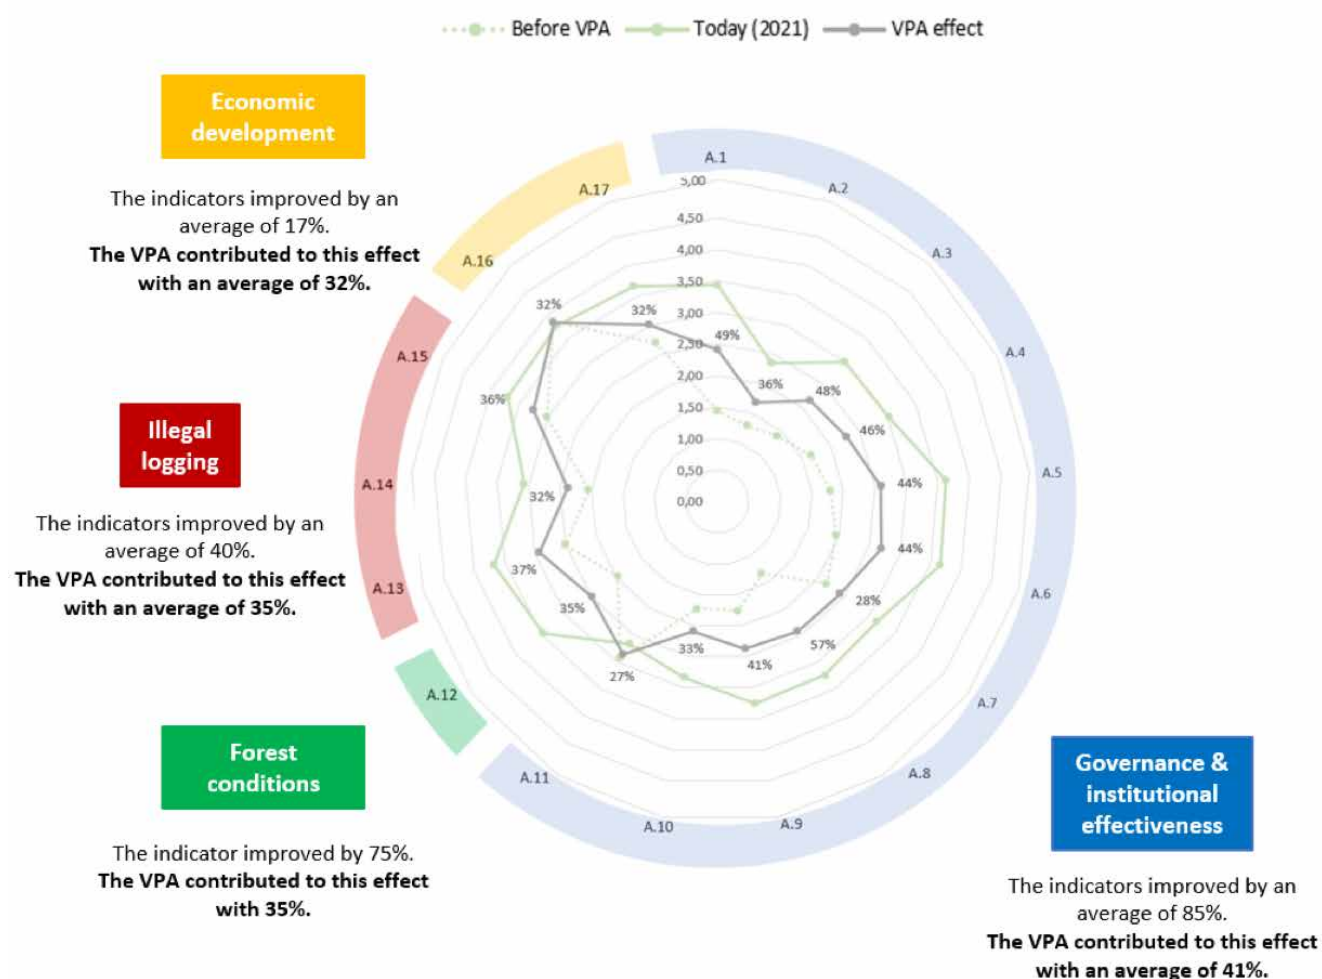 Before VPA
Today (2021)
VPA effect
Economic
development
The indicators improved by an
average of 17%.
The VPA contributed to this effect
with an average of 32%.
Illegal
logging
The indicators improved by an
average of 40%.
The VPA contributed to this effect
with an average of 35%.
Forest
conditions
The indicator improved by 75%.
The VPA contributed to this effect
with 35%.
Governance &
institutional
effectiveness
The indicators improved by an
average of 85%.
The VPA contributed to this effect
with an average of 41%.
A.1
A.2
A.3
A.4
A.5
A.6
A.7
A.8
A.9
A.10
A.11
A.12
A.13
A.14
A.15
A.16
A.17
5,00
4,50
4,00
3,50
3,00
2,50
2,00
1,50
1,00
0,50
0,00
49%
36%
48%
46%
44%
44%
28%
57%
41%
33%
27%
35%
37%
32%
36%
32%
32%